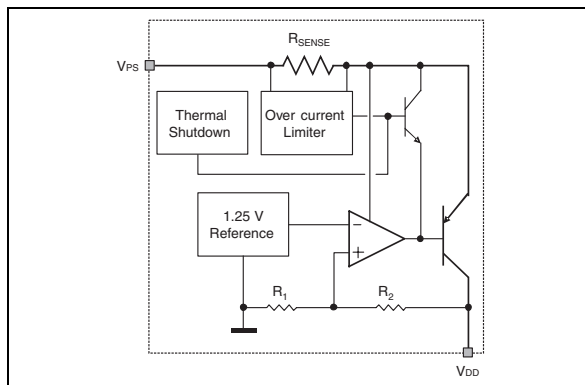 RSENSE
VPS
Thermal
Shutdown
Over current
Limiter
1.25 V
Reference
−
+
R1
R2
VDD